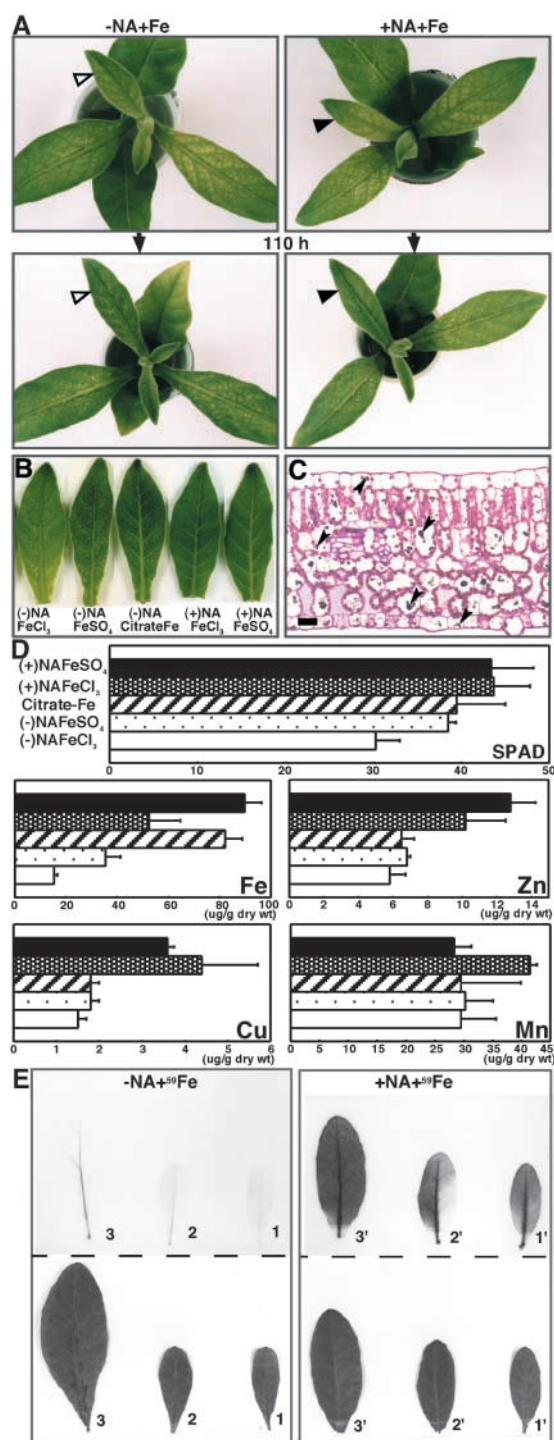 A
-NA+Fe
+NA+Fe
110 h
B
(-)NA FeCl3
(-)NA FeSO4
(-)NA CitrateFe
(+)NA FeCl3
(+)NA FeSO4
C
D
(+)NAFeSO4
(+)NAFeCl3
Citrate-Fe
(-)NAFeSO4
(-)NAFeCl3
SPAD
0 10 20 30 40 50
Fe
0 20 40 60 80 100
(ug/g dry wt)
Zn
0 2 4 6 8 10 12 14
(ug/g dry wt)
Cu
0 1 2 3 4 5 6
(ug/g dry wt)
Mn
0 5 10 15 20 25 30 35 40 45
(ug/g dry wt)
E
-NA+59Fe
+NA+59Fe
3 2 1
3' 2' 1'
3 2 1
3' 2' 1'